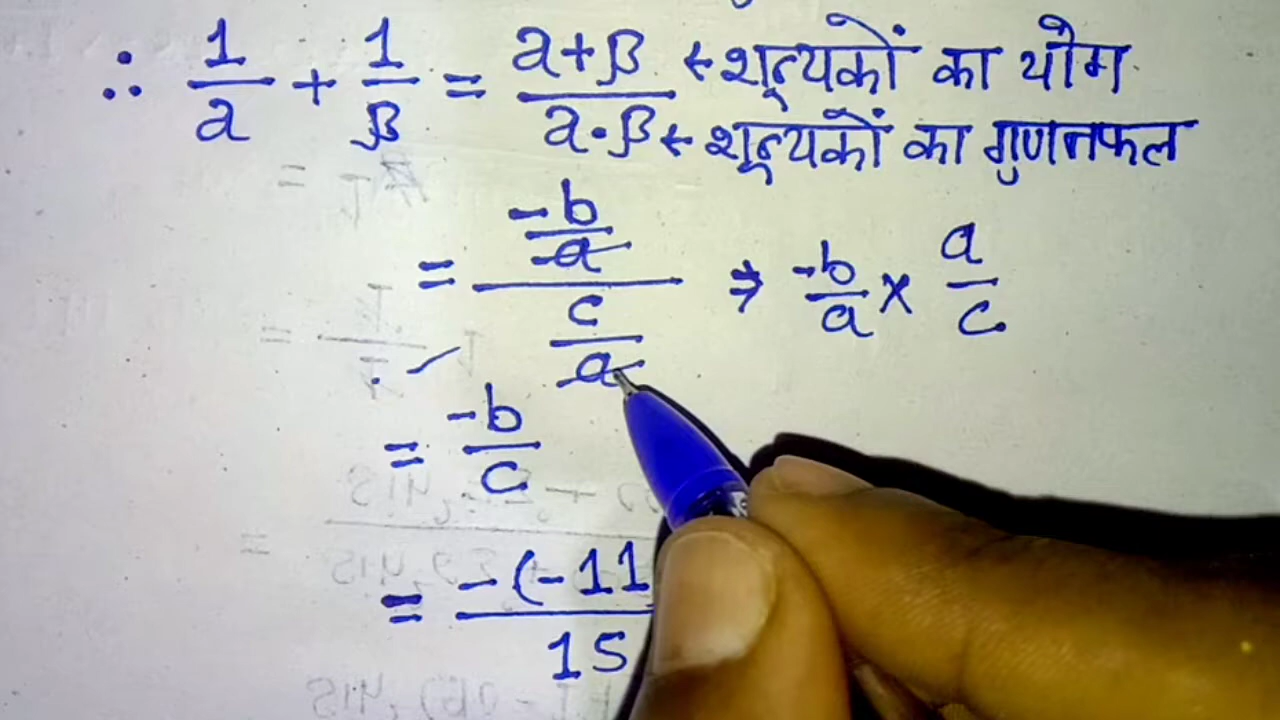 ∴ 1/α + 1/β = α+β ← शून्यकों का योग
α·β ← शून्यकों का गुणनफल
= (-b/a)/(c/a) ⇒ -b/a × a/c
= -b/c
= -(-11/15